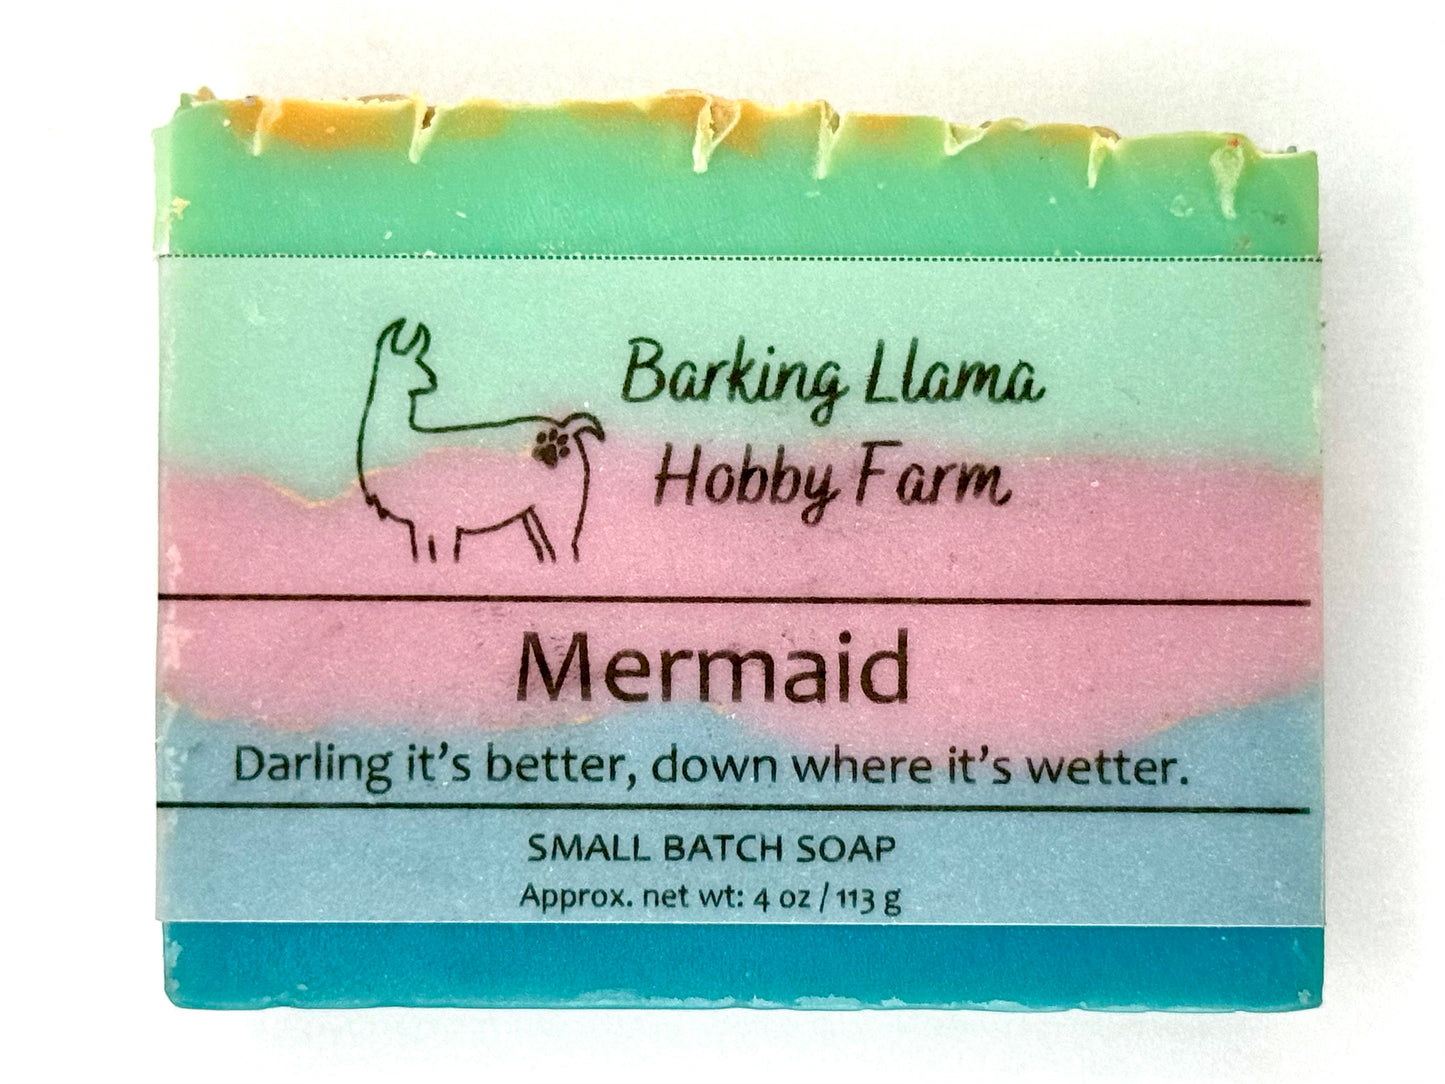 Barking Llama
Hobby Farm
Mermaid
Darling it's better, down where it's wetter.
SMALL BATCH SOAP
Approx. net wt: 4 oz / 113 g